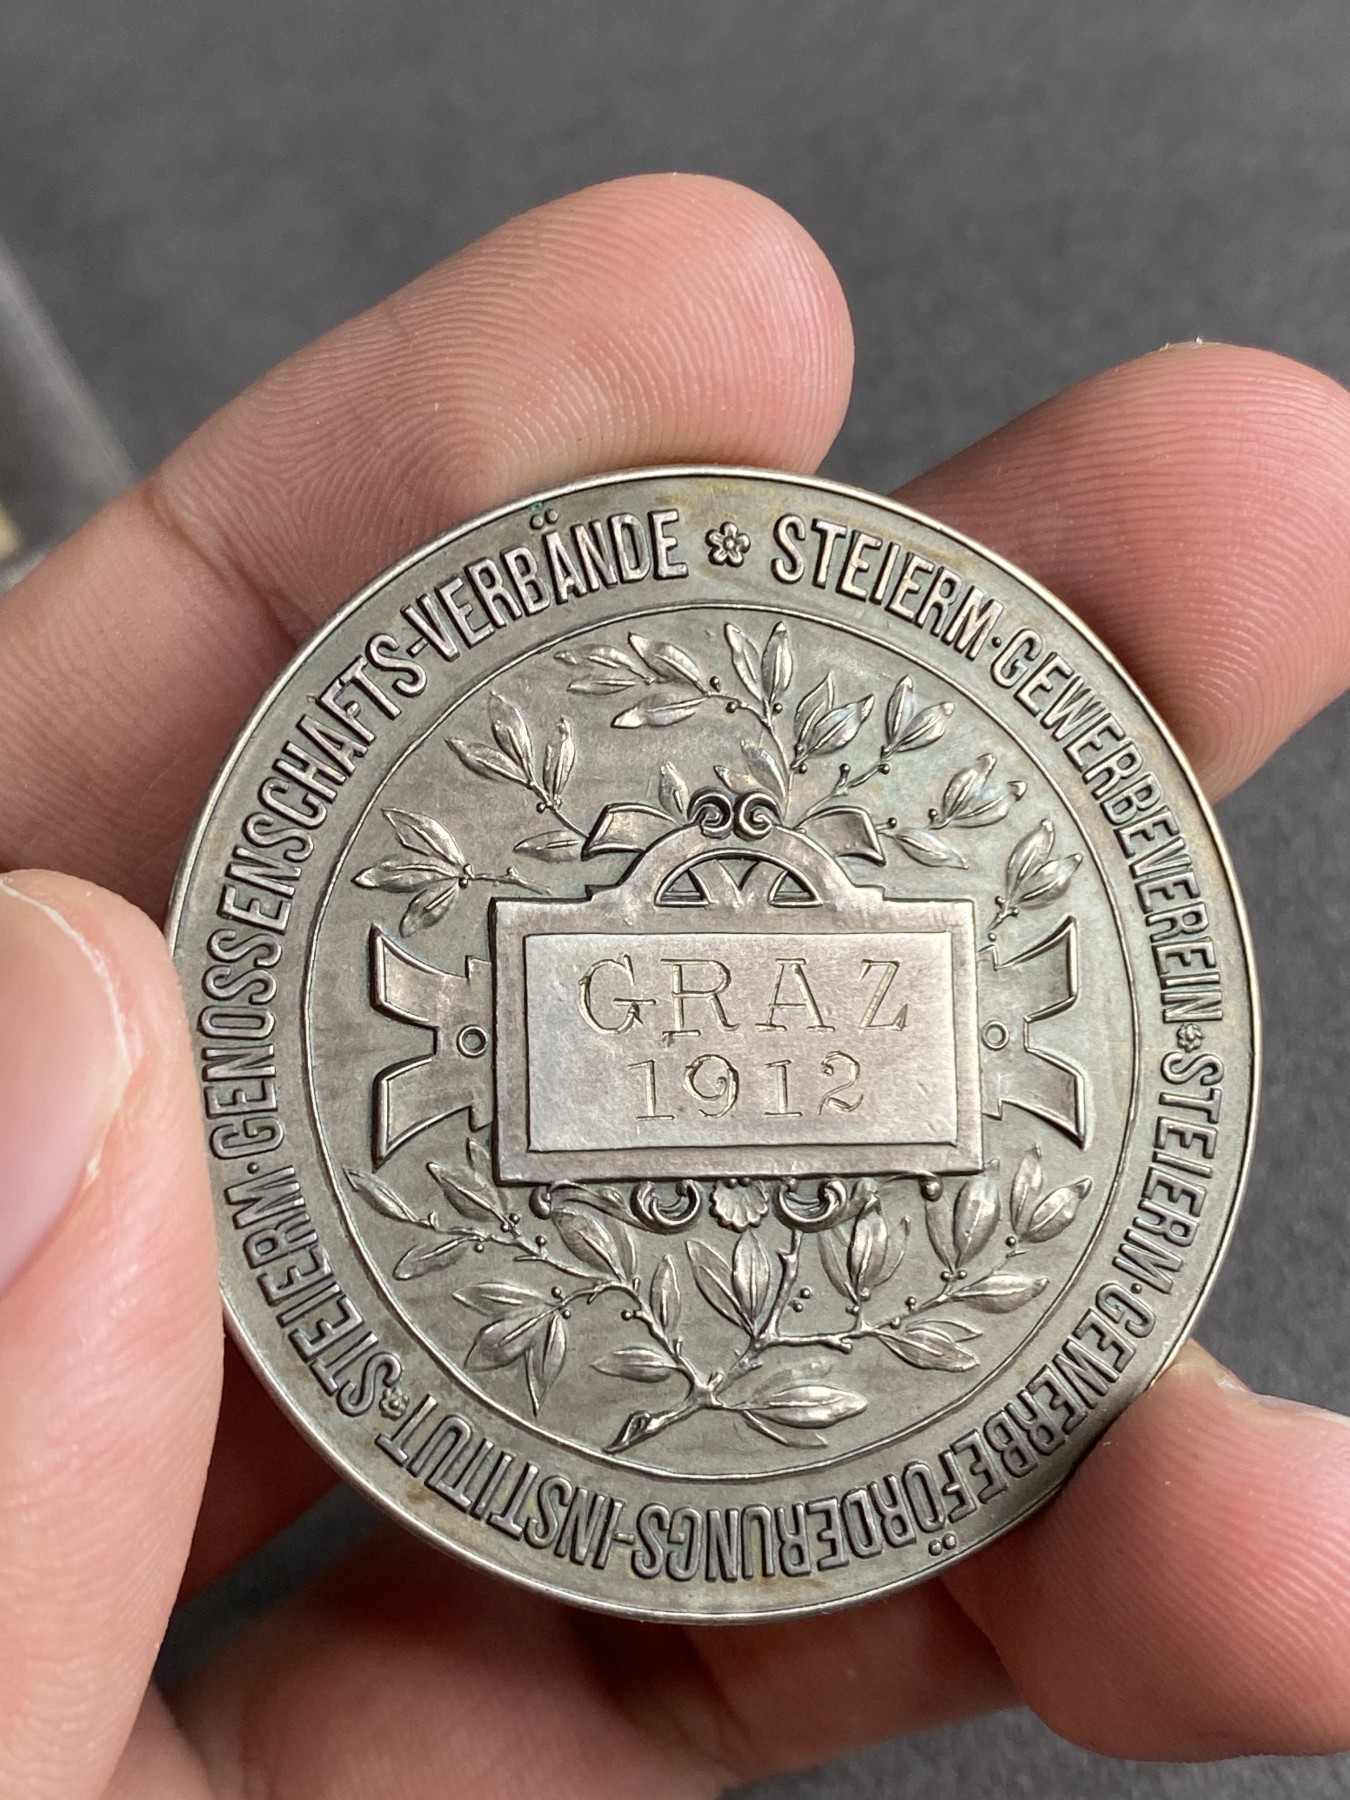 STEIERM·GEWERBEVEREIN
STEIERM·GEWERBEFÖRDERUNGS-INSTITUT
STEIERM·GENOSSENSCHAFTS-VERBÄNDE
GRAZ
1912